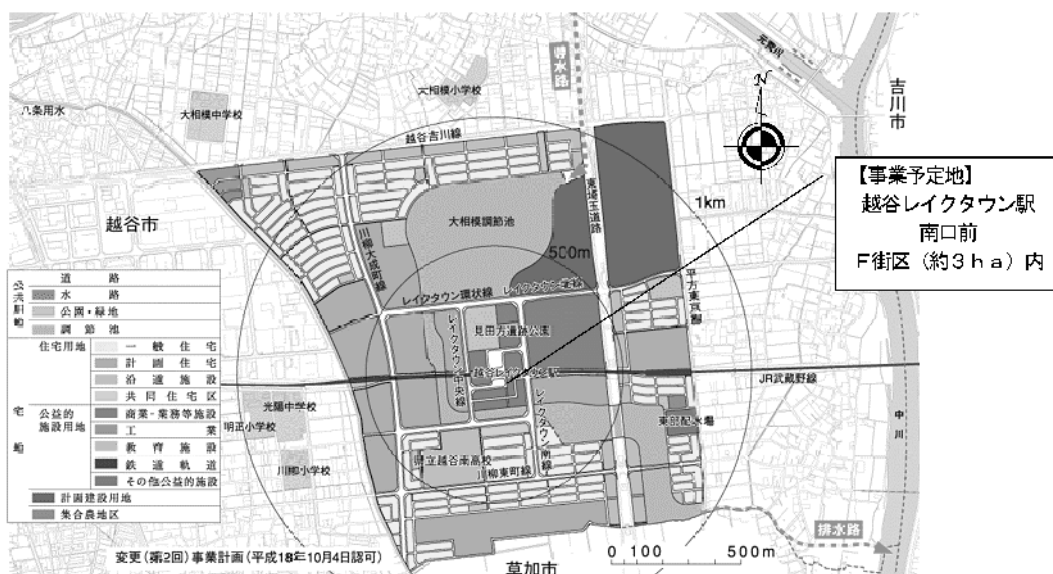 元荒川
吉川市
導水路
大相模小学校
八条用水
大相模中学校
越谷吉川線
N
東埼玉道路
【事業予定地】
越谷レイクタウン駅
南口前
F街区（約3ha）内
1km
越谷市
大相模調節池
川柳大成町線
500m
平方東京線
レイクタウン環状線
見田方遺跡公園
レイクタウン中央線
越谷レイクタウン駅
JR武蔵野線
中川
光陽中学校
明正小学校
川柳小学校
東部配水場
レイクタウン南線
県立越谷南高校
川柳東町線
道路
水路
公園・緑地
調節池
住宅用地
一般住宅
計画住宅
沿道施設
共同住宅区
公益的
施設用地
商業・業務等施設
工業
教育施設
鉄道軌道
その他公益的施設
計画建設用地
集合農地区
排水路
変更（第2回）事業計画（平成18年10月4日認可）
0 100 500m
草加市